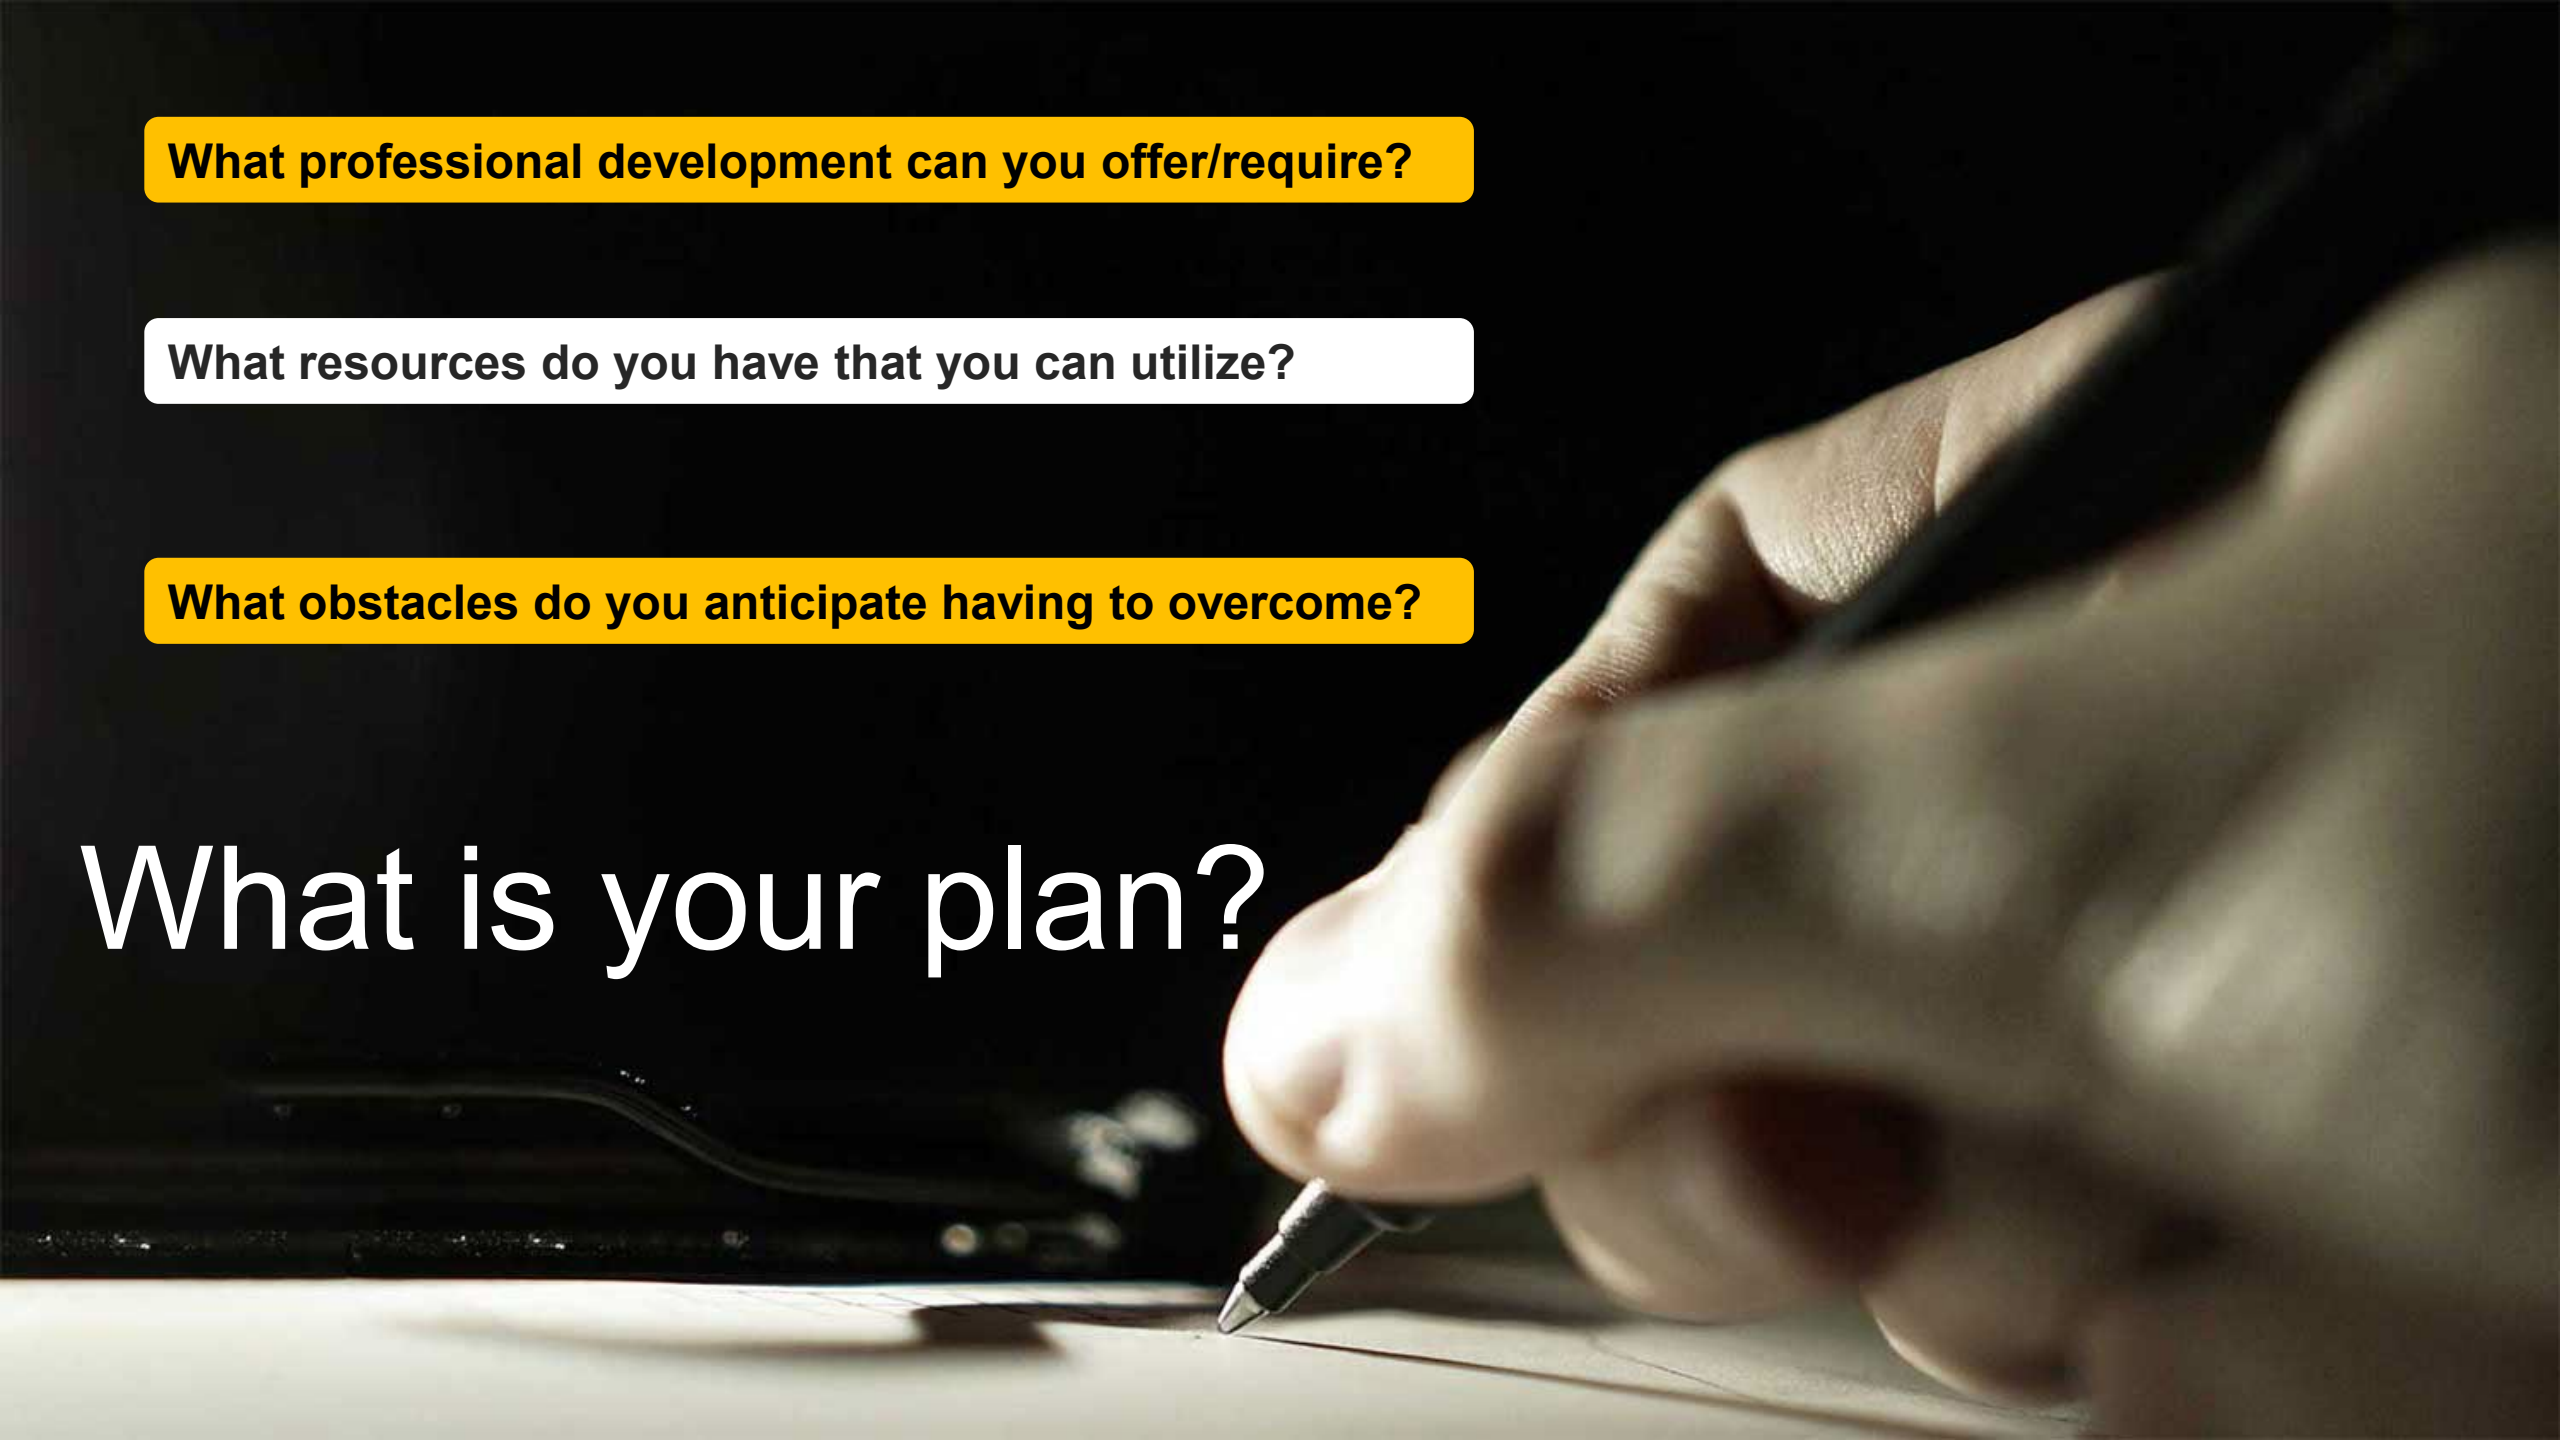 What professional development can you offer/require?
What resources do you have that you can utilize?
What obstacles do you anticipate having to overcome?
What is your plan?